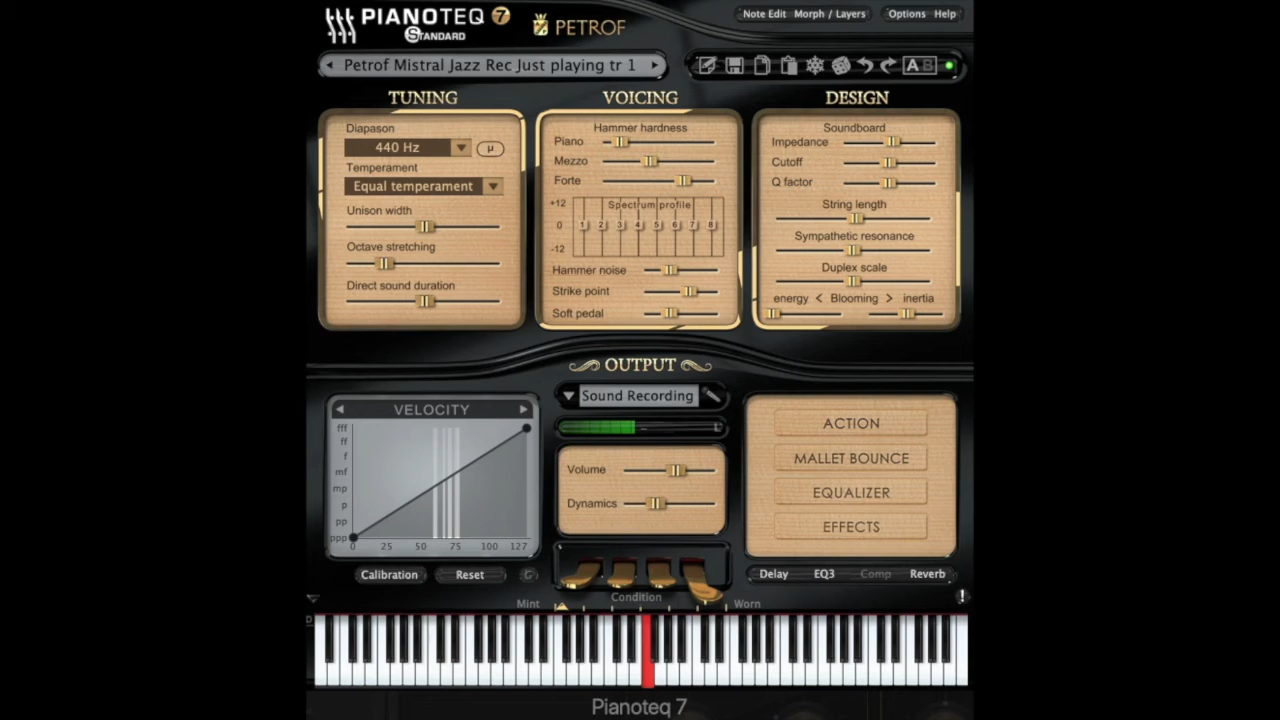 PIANOTEQ 7
STANDARD
PETROF
Note Edit Morph / Layers
Options Help
Petrof Mistral Jazz Rec Just playing tr 1
A B
TUNING
Diapason
440 Hz
μ
Temperament
Equal temperament
Unison width
Octave stretching
Direct sound duration
VOICING
Hammer hardness
Piano
Mezzo
Forte
Spectrum profile
+12
0
-12
1 2 3 4 5 6 7 8
Hammer noise
Strike point
Soft pedal
DESIGN
Soundboard
Impedance
Cutoff
Q factor
String length
Sympathetic resonance
Duplex scale
energy < Blooming > inertia
OUTPUT
VELOCITY
fff
ff
f
mf
mp
p
pp
ppp
0 25 50 75 100 127
Calibration
Reset
Sound Recording
Volume
Dynamics
ACTION
MALLET BOUNCE
EQUALIZER
EFFECTS
Delay EQ3 Comp Reverb
Mint Condition Worn
!
Pianoteq 7